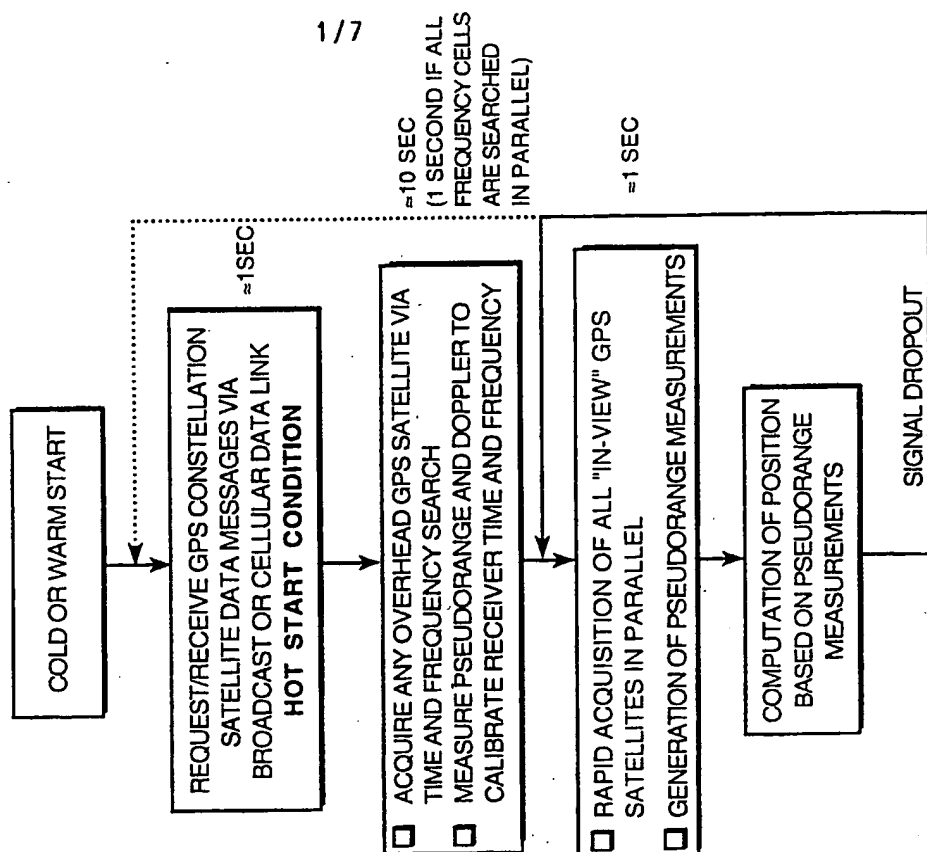 1/7
COLD OR WARM START
REQUEST/RECEIVE GPS CONSTELLATION
SATELLITE DATA MESSAGES VIA
BROADCAST OR CELLULAR DATA LINK
HOT START CONDITION
≈1SEC
ACQUIRE ANY OVERHEAD GPS SATELLITE VIA
TIME AND FREQUENCY SEARCH
MEASURE PSEUDORANGE AND DOPPLER TO
CALIBRATE RECEIVER TIME AND FREQUENCY
≈10 SEC
(1 SECOND IF ALL
FREQUENCY CELLS
ARE SEARCHED
IN PARALLEL)
RAPID ACQUISITION OF ALL "IN-VIEW" GPS
SATELLITES IN PARALLEL
GENERATION OF PSEUDORANGE MEASUREMENTS
≈1 SEC
COMPUTATION OF POSITION
BASED ON PSEUDORANGE
MEASUREMENTS
SIGNAL DROPOUT